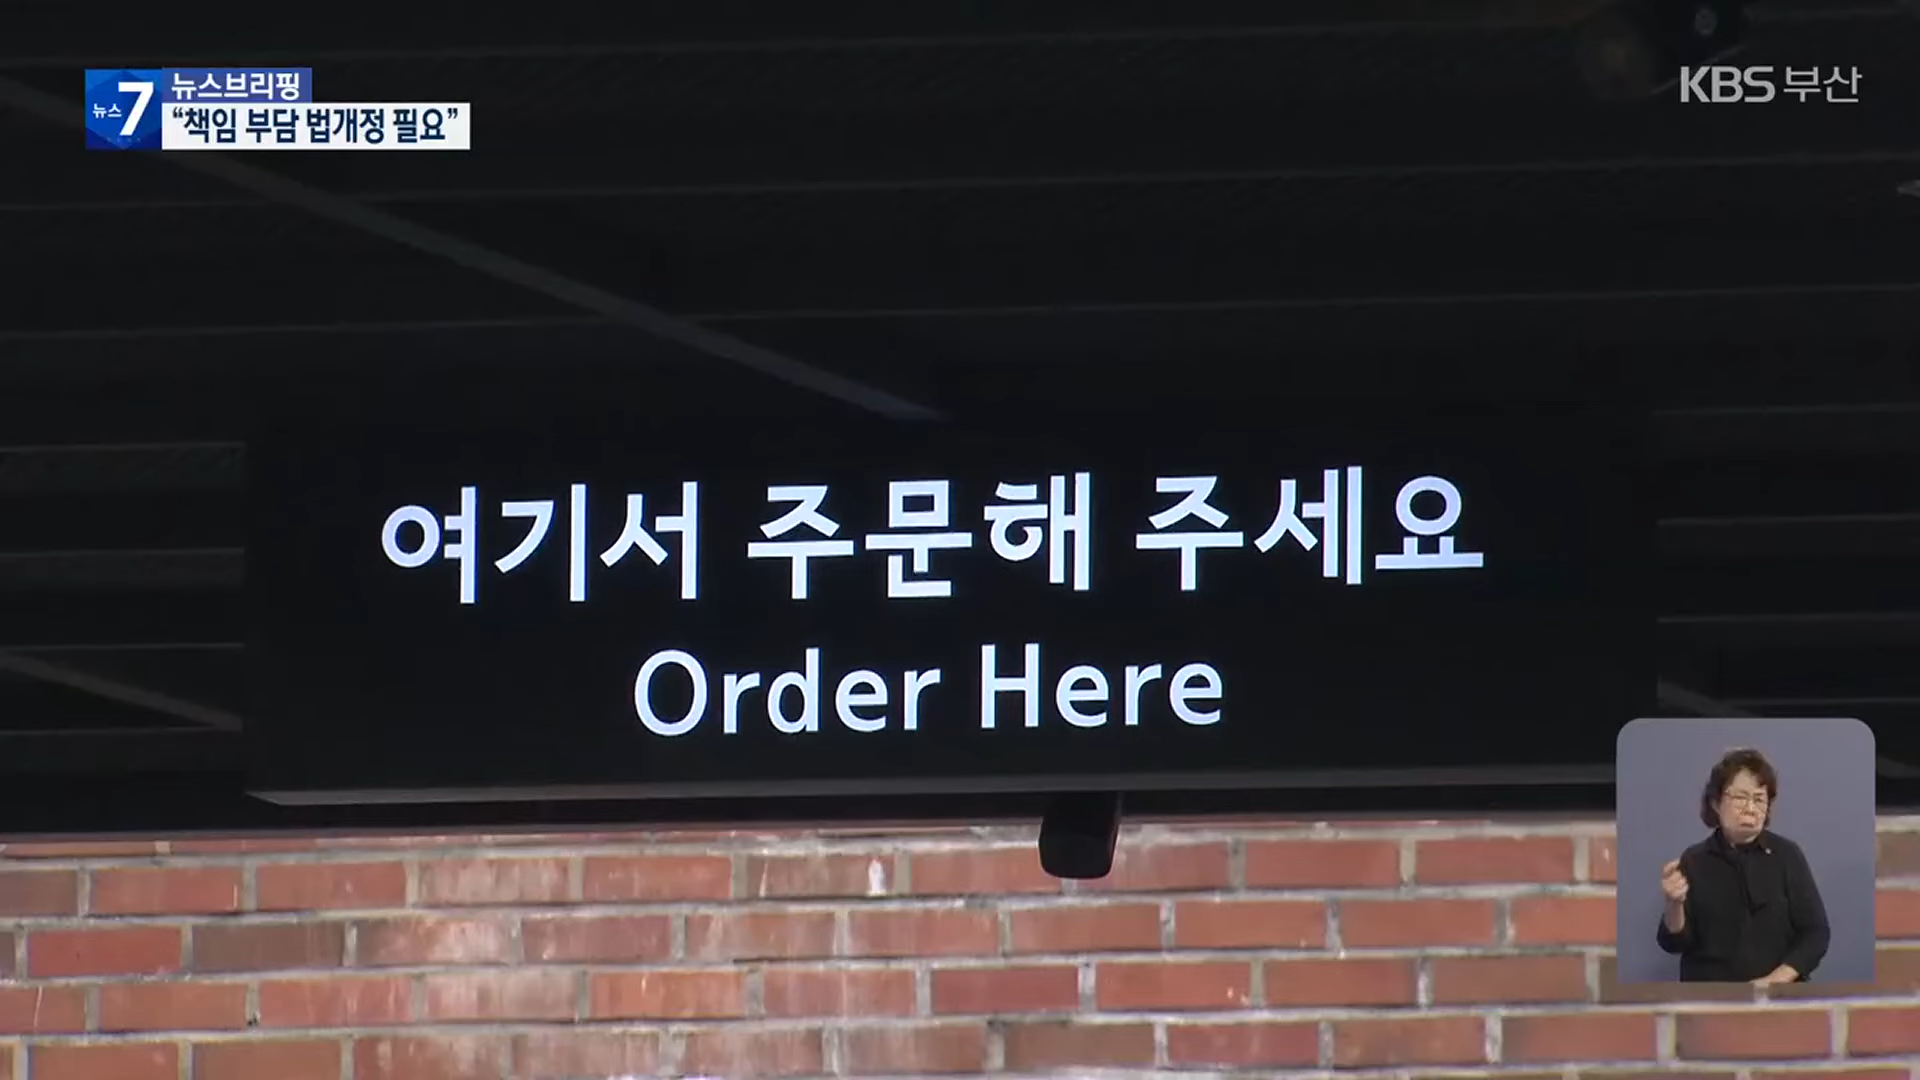 뉴스7
뉴스브리핑
“책임 부담 법개정 필요”
KBS 부산
여기서 주문해 주세요
Order Here